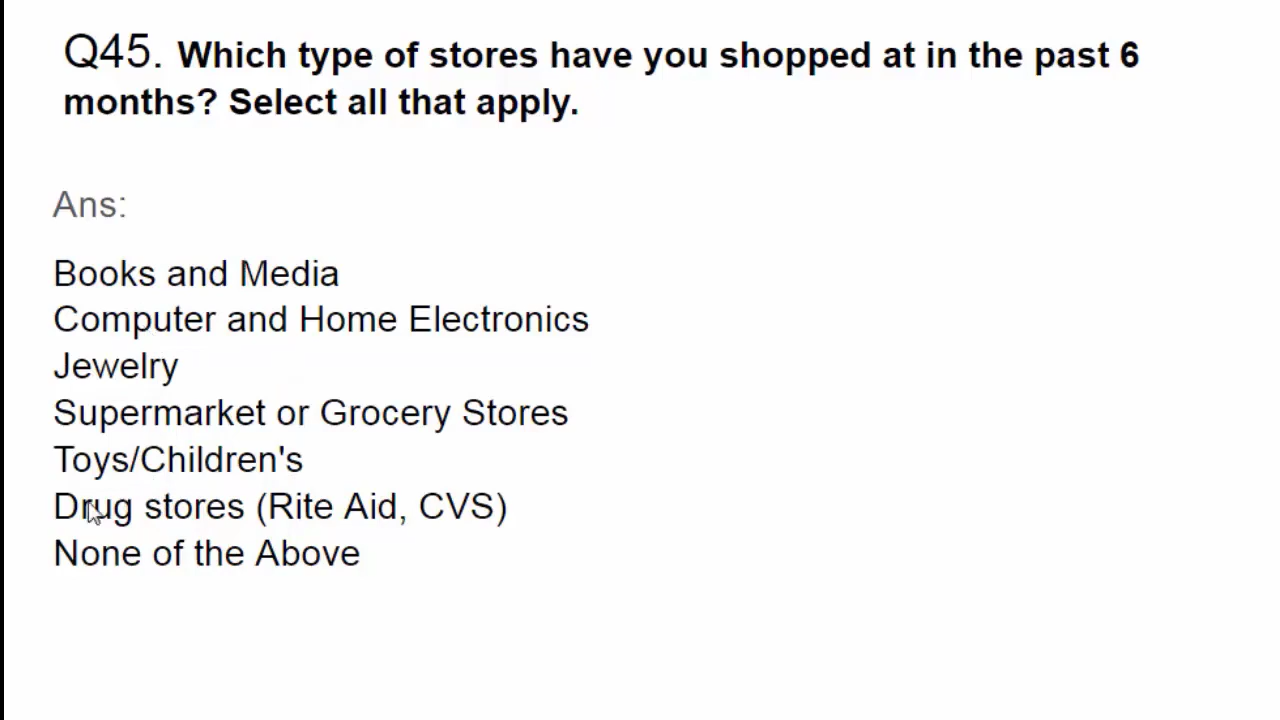 Q45. Which type of stores have you shopped at in the past 6
months? Select all that apply.
Ans:
Books and Media
Computer and Home Electronics
Jewelry
Supermarket or Grocery Stores
Toys/Children's
Drug stores (Rite Aid, CVS)
None of the Above